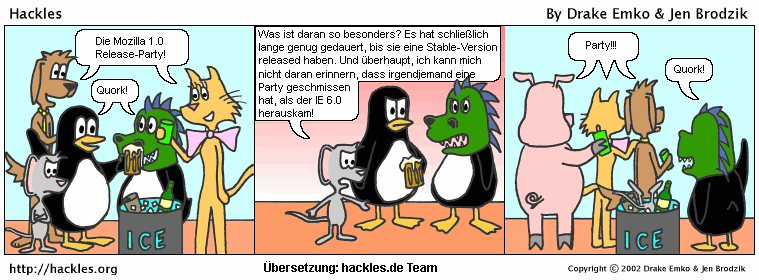 Hackles
By Drake Emko & Jen Brodzik
Die Mozilla 1.0
Release-Party!
Quork!
ICE
Was ist daran so besonders? Es hat schließlich
lange genug gedauert, bis sie eine Stable-Version
released haben. Und überhaupt, ich kann mich
nicht daran erinnern, dass irgendjemand eine
Party geschmissen
hat, als der IE 6.0
herauskam!
Party!!!
Quork!
ICE
http://hackles.org
Übersetzung: hackles.de Team
Copyright © 2002 Drake Emko & Jen Brodzik